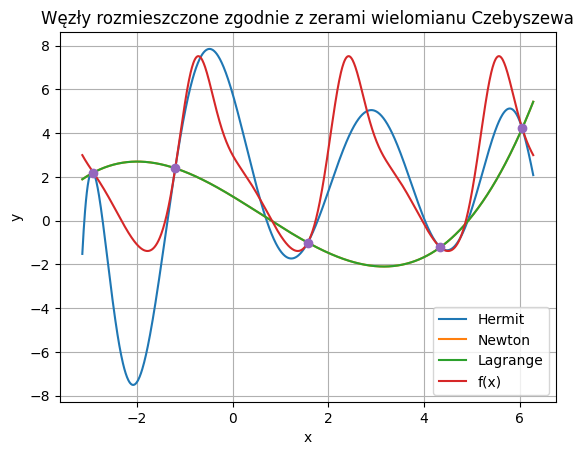 Węzły rozmieszczone zgodnie z zerami wielomianu Czebyszewa
8
6
4
2
0
−2
−4
−6
−8
y
−2
0
2
4
6
x
Hermit
Newton
Lagrange
f(x)